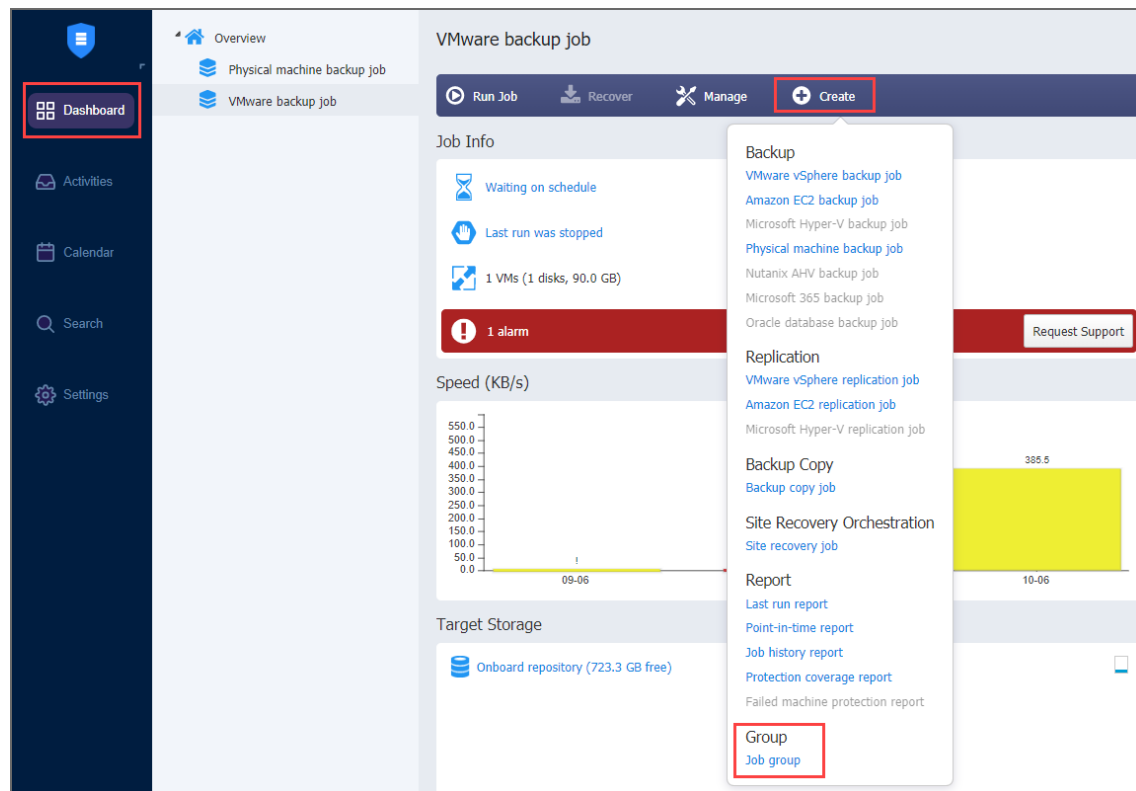 Dashboard
Activities
Calendar
Search
Settings
Overview
Physical machine backup job
VMware backup job
VMware backup job
Run Job
Recover
Manage
Create
Job Info
Waiting on schedule
Last run was stopped
1 VMs (1 disks, 90.0 GB)
1 alarm
Request Support
Speed (KB/s)
550.0
500.0
450.0
400.0
350.0
300.0
250.0
200.0
150.0
100.0
50.0
0.0
!
385.5
09-06
10-06
Target Storage
Onboard repository (723.3 GB free)
Backup
VMware vSphere backup job
Amazon EC2 backup job
Microsoft Hyper-V backup job
Physical machine backup job
Nutanix AHV backup job
Microsoft 365 backup job
Oracle database backup job
Replication
VMware vSphere replication job
Amazon EC2 replication job
Microsoft Hyper-V replication job
Backup Copy
Backup copy job
Site Recovery Orchestration
Site recovery job
Report
Last run report
Point-in-time report
Job history report
Protection coverage report
Failed machine protection report
Group
Job group